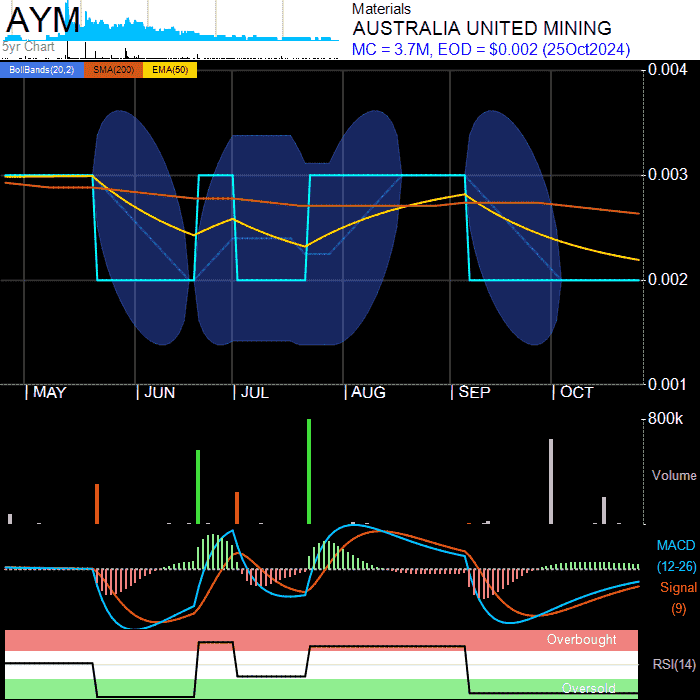 AYM
5yr Chart
Materials
AUSTRALIA UNITED MINING
MC = 3.7M, EOD = $0.002 (25Oct2024)
BollBands(20,2) SMA(200) EMA(50)
0.004
0.003
0.002
0.001
MAY JUN JUL AUG SEP OCT
800k
Volume
MACD
(12-26)
Signal
(9)
Overbought
RSI(14)
Oversold